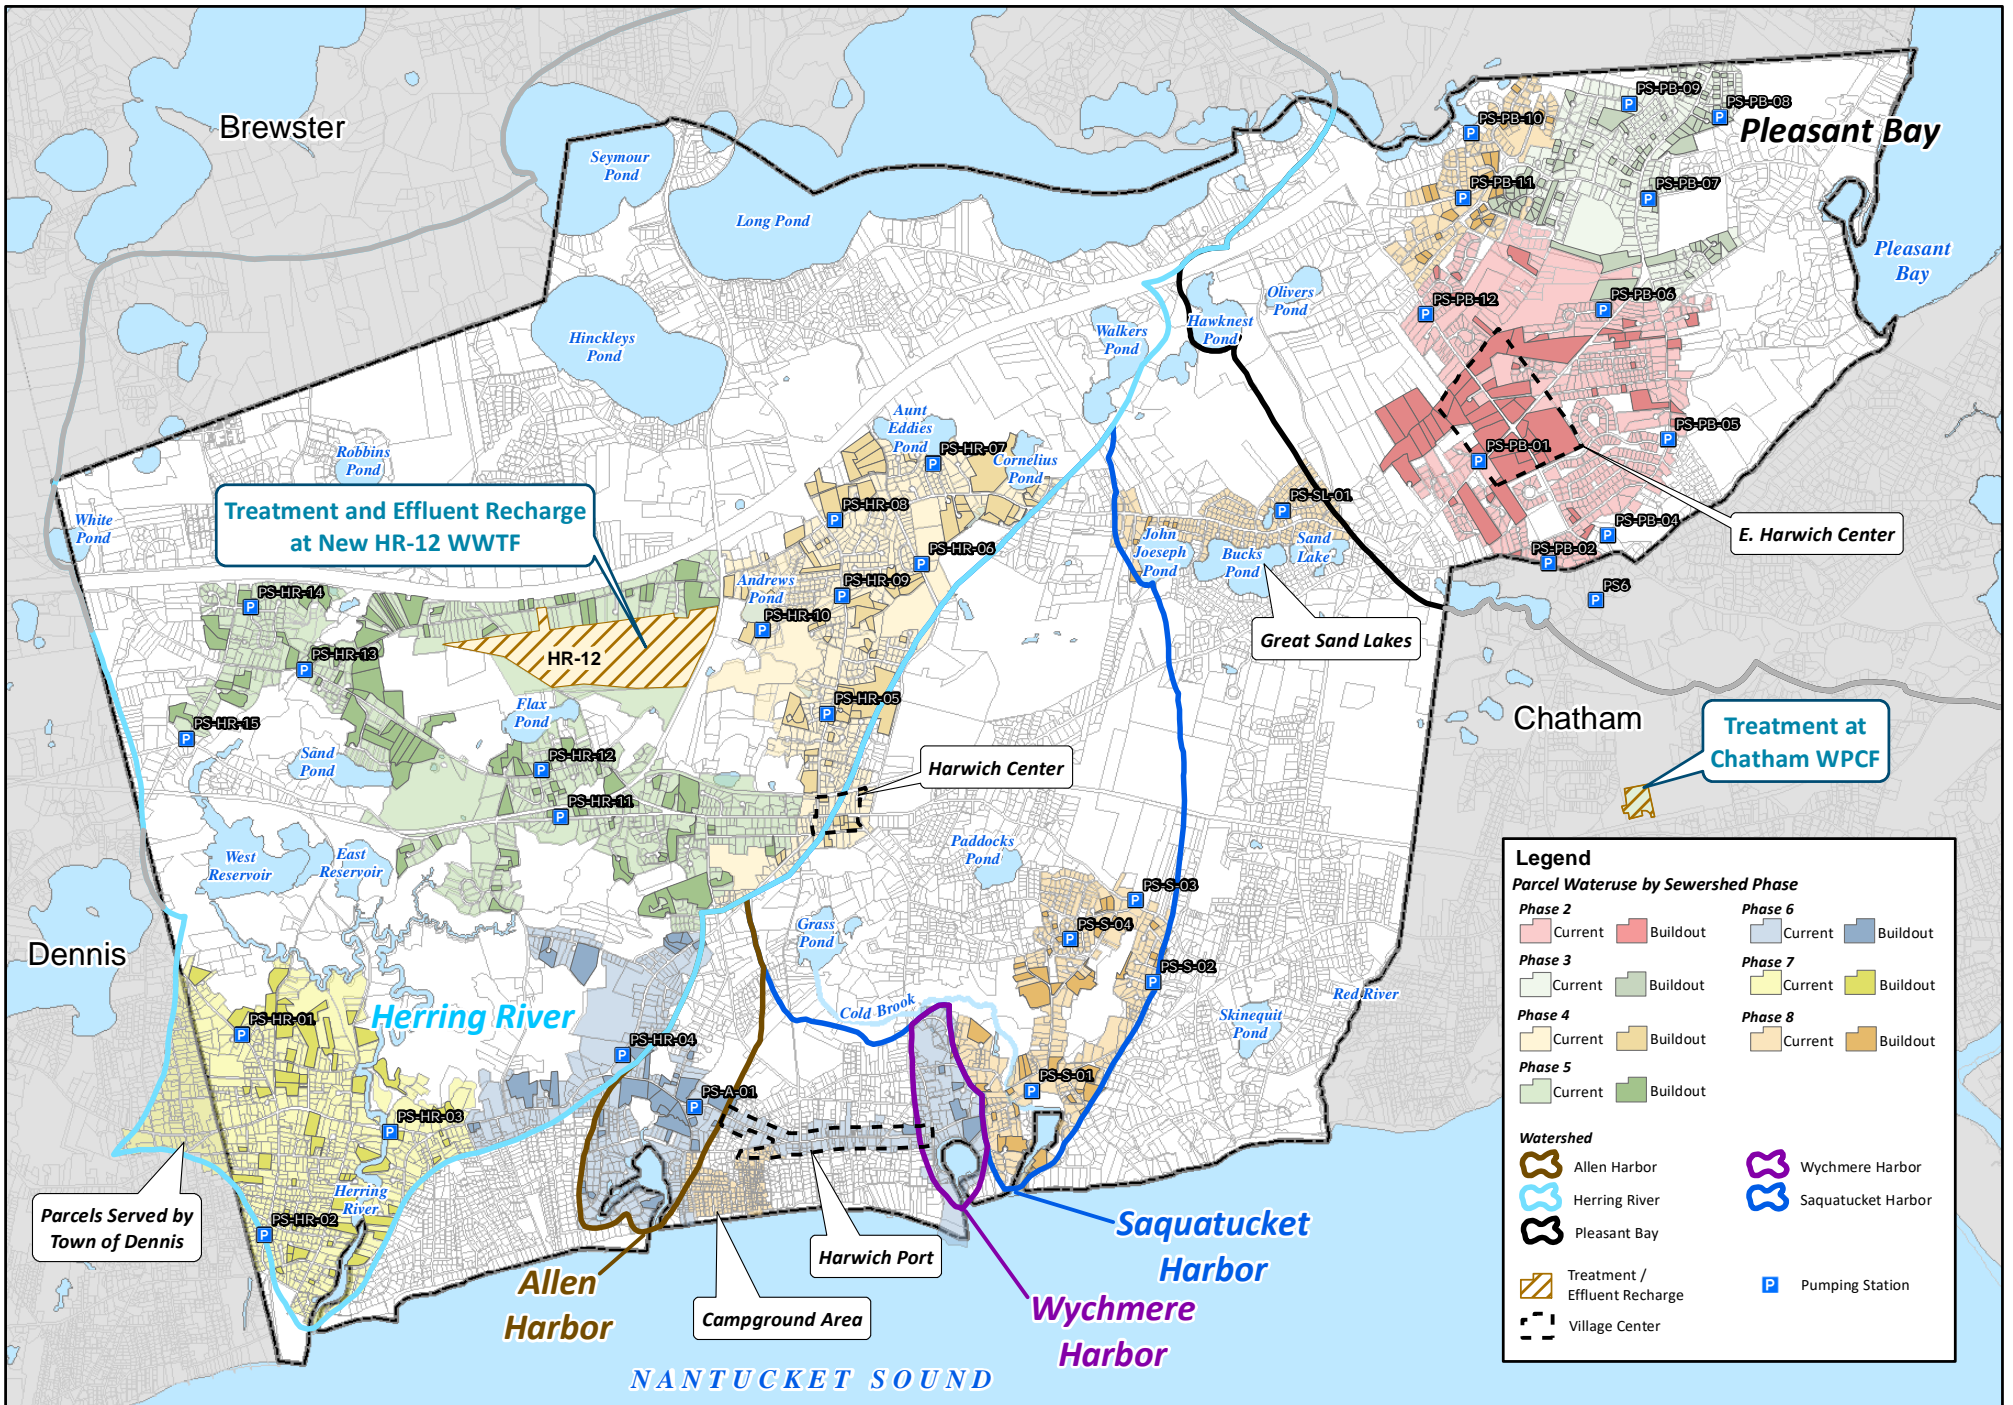 Brewster
Seymour
Pond
Long Pond
Hinckleys
Pond
PS-PB-09
PS-PB-08
PS-PB-10
Pleasant Bay
PS-PB-11
PS-PB-07
Pleasant
Bay
Olivers
Pond
Hawknest
Pond
Walkers
Pond
PS-PB-12
PS-PB-06
Aunt
Eddies
Pond
PS-HR-07
Cornelius
Pond
Robbins
Pond
PS-PB-01
PS-PB-05
White
Pond
Treatment and Effluent Recharge
at New HR-12 WWTF
PS-HR-08
PS-SL-01
PS-PB-04
E. Harwich Center
PS-PB-02
PS6
PS-HR-06
John
Joeseph
Pond
Bucks
Pond
Sand
Lake
Andrews
Pond
PS-HR-09
PS-HR-10
PS-HR-14
Great Sand Lakes
HR-12
PS-HR-13
PS-HR-05
Flax
Pond
PS-HR-15
Sand
Pond
PS-HR-12
PS-HR-11
Harwich Center
Chatham
Treatment at
Chatham WPCF
West
Reservoir
East
Reservoir
Paddocks
Pond
PS-S-03
PS-S-04
Grass
Pond
PS-S-02
Dennis
Cold Brook
Red River
Skinequit
Pond
PS-HR-01
Herring River
PS-HR-04
PS-A-01
PS-S-01
PS-HR-03
Herring
River
PS-HR-02
Parcels Served by
Town of Dennis
Harwich Port
Campground Area
Allen
Harbor
Saquatucket
Harbor
Wychmere
Harbor
NANTUCKET SOUND
Legend
Parcel Wateruse by Sewershed Phase
Phase 2
Current Buildout
Phase 3
Current Buildout
Phase 4
Current Buildout
Phase 5
Current Buildout
Phase 6
Current Buildout
Phase 7
Current Buildout
Phase 8
Current Buildout
Watershed
Allen Harbor
Herring River
Pleasant Bay
Wychmere Harbor
Saquatucket Harbor
Treatment /
Effluent Recharge
Village Center
P Pumping Station